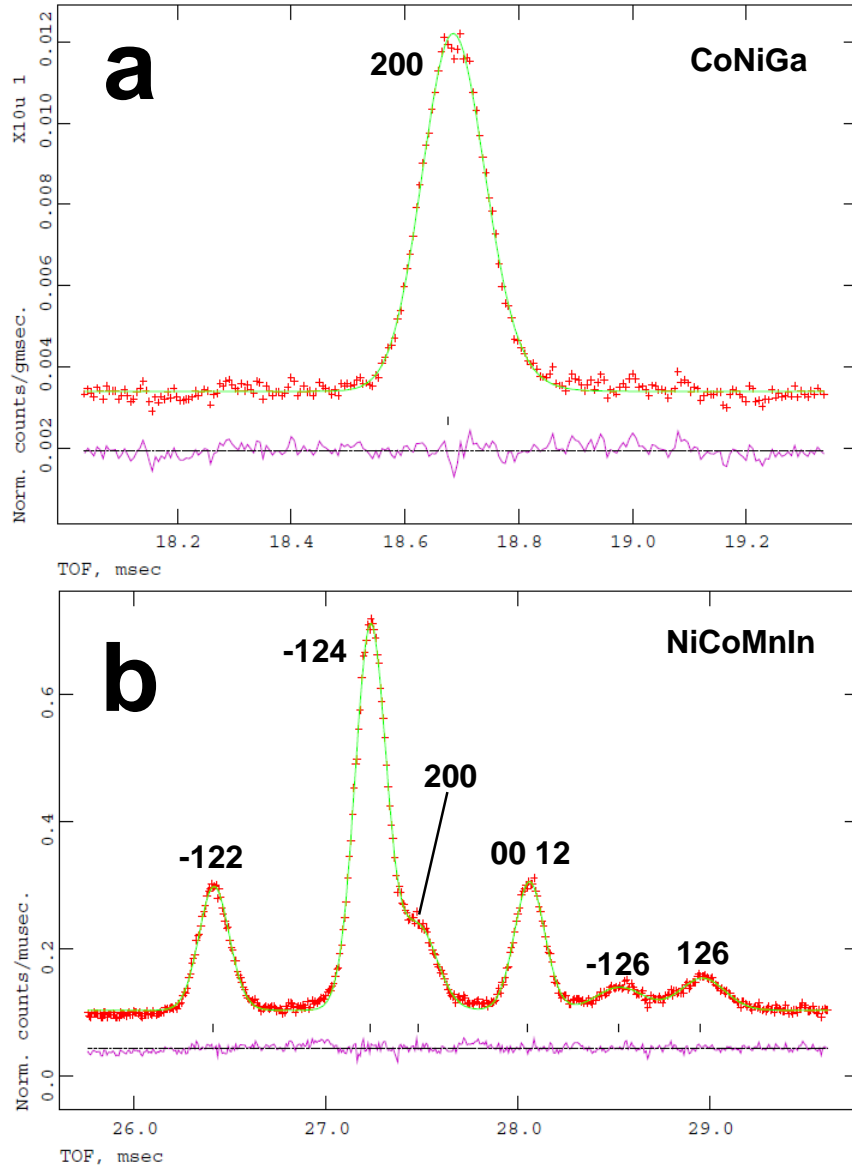 a
200
CoNiGa
X10u 1
Norm. counts/gmsec.
0.012
0.010
0.008
0.006
0.004
0.002
18.2 18.4 18.6 18.8 19.0 19.2
TOF, msec
b
-124
NiCoMnIn
200
-122
00 12
-126
126
Norm. counts/musec.
0.6
0.4
0.2
0.0
26.0 27.0 28.0 29.0
TOF, msec